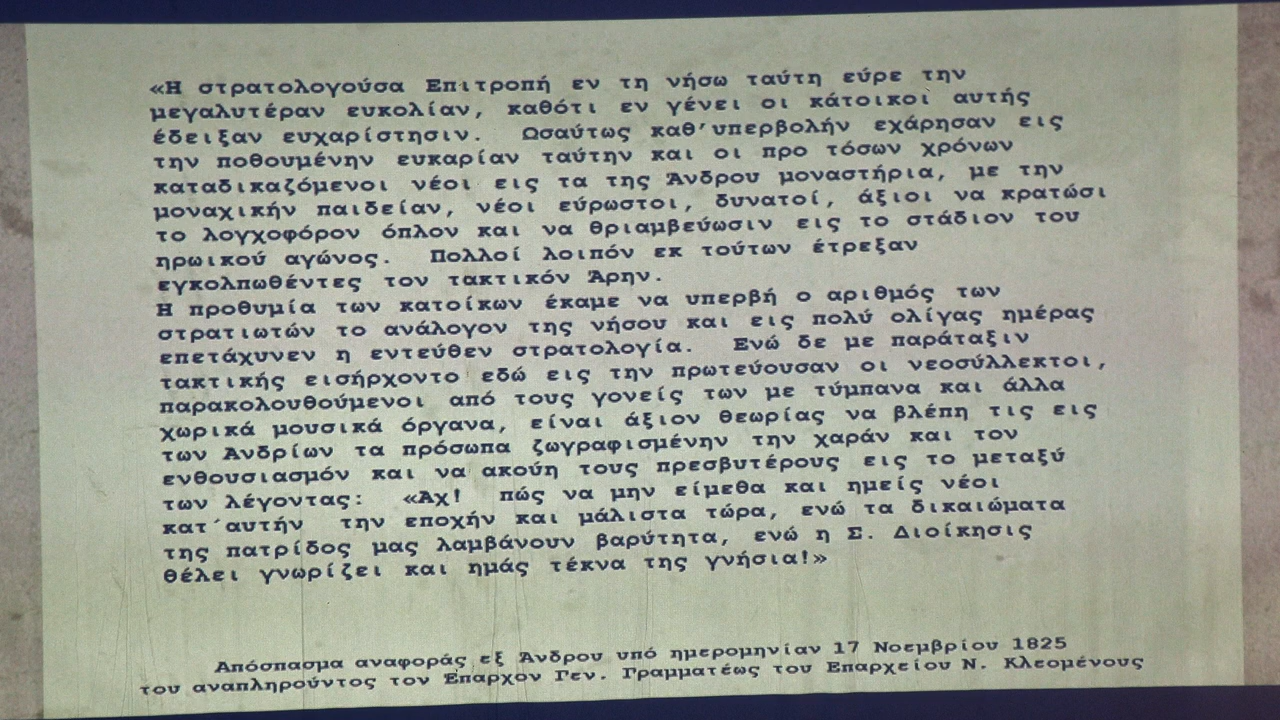 «Η στρατολογούσα Επιτροπή εν τη νήσω ταύτη εύρε την
μεγαλυτέραν ευκολίαν, καθότι εν γένει οι κάτοικοι αυτής
έδειξαν ευχαρίστησιν. Ωσαύτως καθ'υπερβολήν εχάρησαν εις
την ποθουμένην ευκαρίαν ταύτην και οι προ τόσων χρόνων
καταδικαζόμενοι νέοι εις τα της Άνδρου μοναστήρια, με την
μοναχικήν παιδείαν, νέοι εύρωστοι, δυνατοί, άξιοι να κρατώσι
το λογχοφόρον όπλον και να θριαμβεύωσιν εις το στάδιον του
ηρωικού αγώνος. Πολλοί λοιπόν εκ τούτων έτρεξαν
εγκολπωθέντες τον τακτικόν Άρην.
Η προθυμία των κατοίκων έκαμε να υπερβή ο αριθμός των
στρατιωτών το ανάλογον της νήσου και εις πολύ ολίγας ημέρας
επετάχυνεν η εντεύθεν στρατολογία. Ενώ δε με παράταξιν
τακτικής εισήρχοντο εδώ εις την πρωτεύουσαν οι νεοσύλλεκτοι,
παρακολουθούμενοι από τους γονείς των με τύμπανα και άλλα
χωρικά μουσικά όργανα, είναι άξιον θεωρίας να βλέπη τις εις
των Ανδρίων τα πρόσωπα ζωγραφισμένην την χαράν και τον
ενθουσιασμόν και να ακούη τους πρεσβυτέρους εις το μεταξύ
των λέγοντας: «Αχ! πώς να μην είμεθα και ημείς νέοι
κατ΄αυτήν την εποχήν και μάλιστα τώρα, ενώ τα δικαιώματα
της πατρίδος μας λαμβάνουν βαρύτητα, ενώ η Σ. Διοίκησις
θέλει γνωρίζει και ημάς τέκνα της γνήσια!»
Απόσπασμα αναφοράς εξ Άνδρου υπό ημερομηνίαν 17 Νοεμβρίου 1825
του αναπληρούντος τον Έπαρχον Γεν. Γραμματέως του Επαρχείου Ν. Κλεομένους